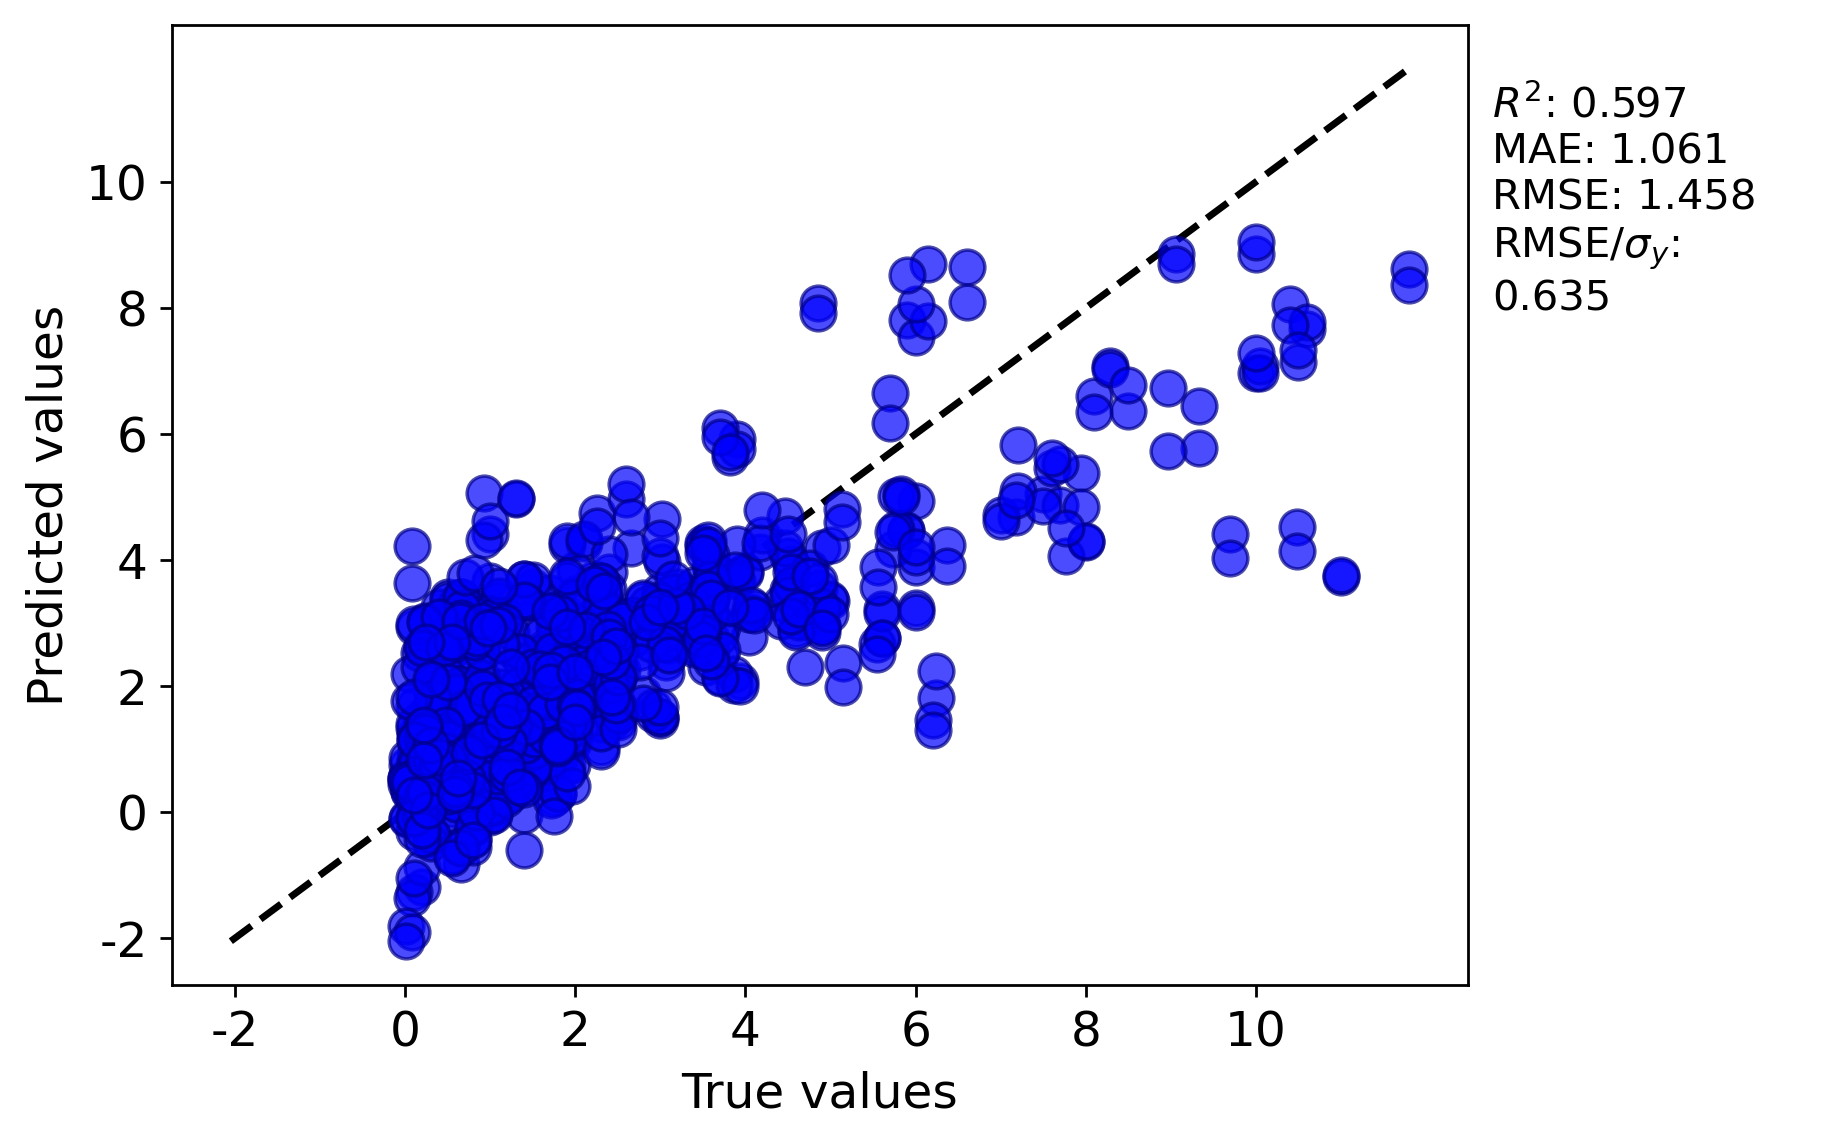 R²: 0.597
MAE: 1.061
RMSE: 1.458
RMSE/σy:
0.635
Predicted values
10
8
6
4
2
0
-2
-2 0 2 4 6 8 10
True values